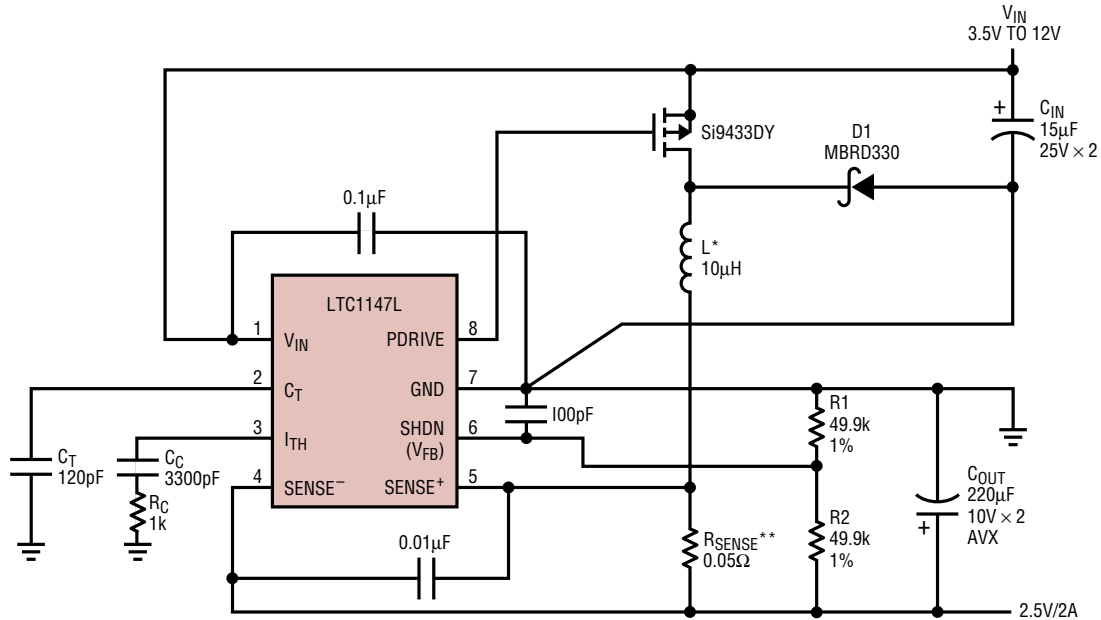 V_IN
3.5V TO 12V
C_IN
15µF
25V × 2
+
Si9433DY
D1
MBRD330
0.1µF
L*
10µH
LTC1147L
1
V_IN
PDRIVE
8
2
C_T
GND
7
3
I_TH
SHDN
(V_FB)
6
4
SENSE⁻
SENSE⁺
5
I00pF
R1
49.9k
1%
C_T
120pF
C_C
3300pF
R_C
1k
0.01µF
R_SENSE**
0.05Ω
R2
49.9k
1%
C_OUT
220µF
10V × 2
AVX
+
2.5V/2A